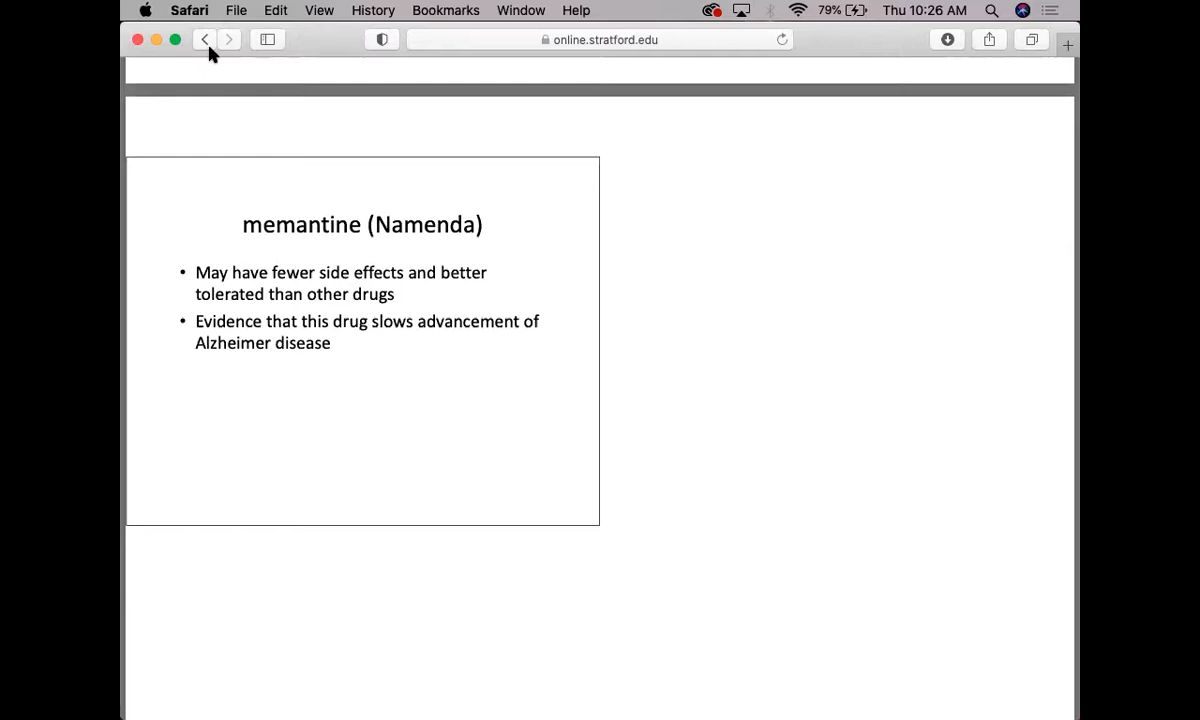 Safari File Edit View History Bookmarks Window Help 79% Thu 10:26 AM
online.stratford.edu
memantine (Namenda)
• May have fewer side effects and better
tolerated than other drugs
• Evidence that this drug slows advancement of
Alzheimer disease